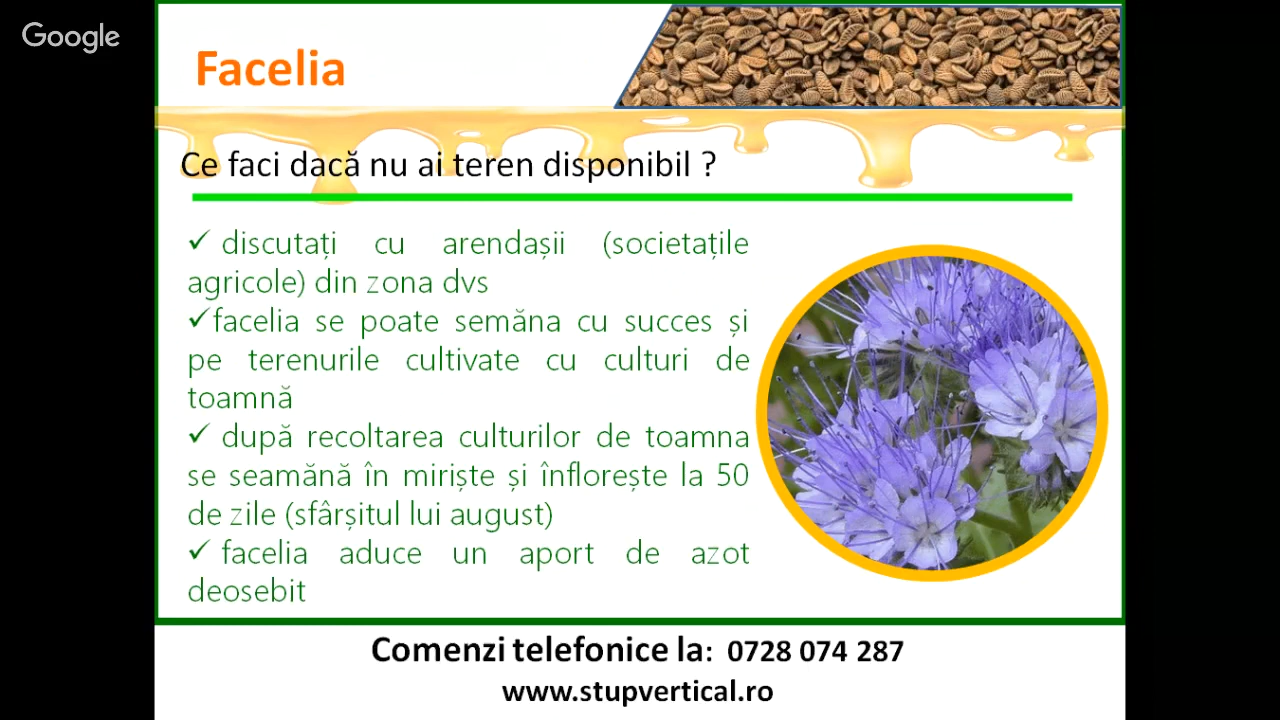 Google
Facelia
Ce faci dacă nu ai teren disponibil ?
✓ discutați cu arendașii (societațile
agricole) din zona dvs
✓facelia se poate semăna cu succes și
pe terenurile cultivate cu culturi de
toamnă
✓ după recoltarea culturilor de toamna
se seamănă în miriște și înflorește la 50
de zile (sfârșitul lui august)
✓ facelia aduce un aport de azot
deosebit
Comenzi telefonice la: 0728 074 287
www.stupvertical.ro